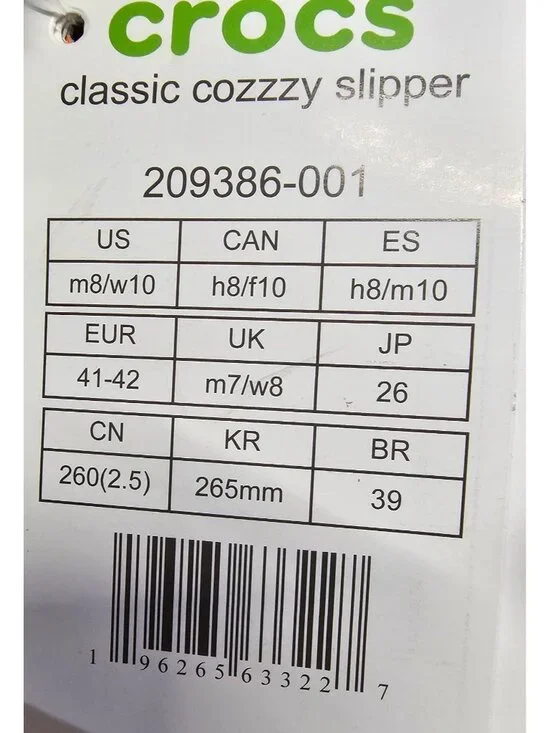 crocs
classic cozzzy slipper
209386-001
US CAN ES
m8/w10 h8/f10 h8/m10
EUR UK JP
41-42 m7/w8 26
CN KR BR
260(2.5) 265mm 39
1 96265 63322 7